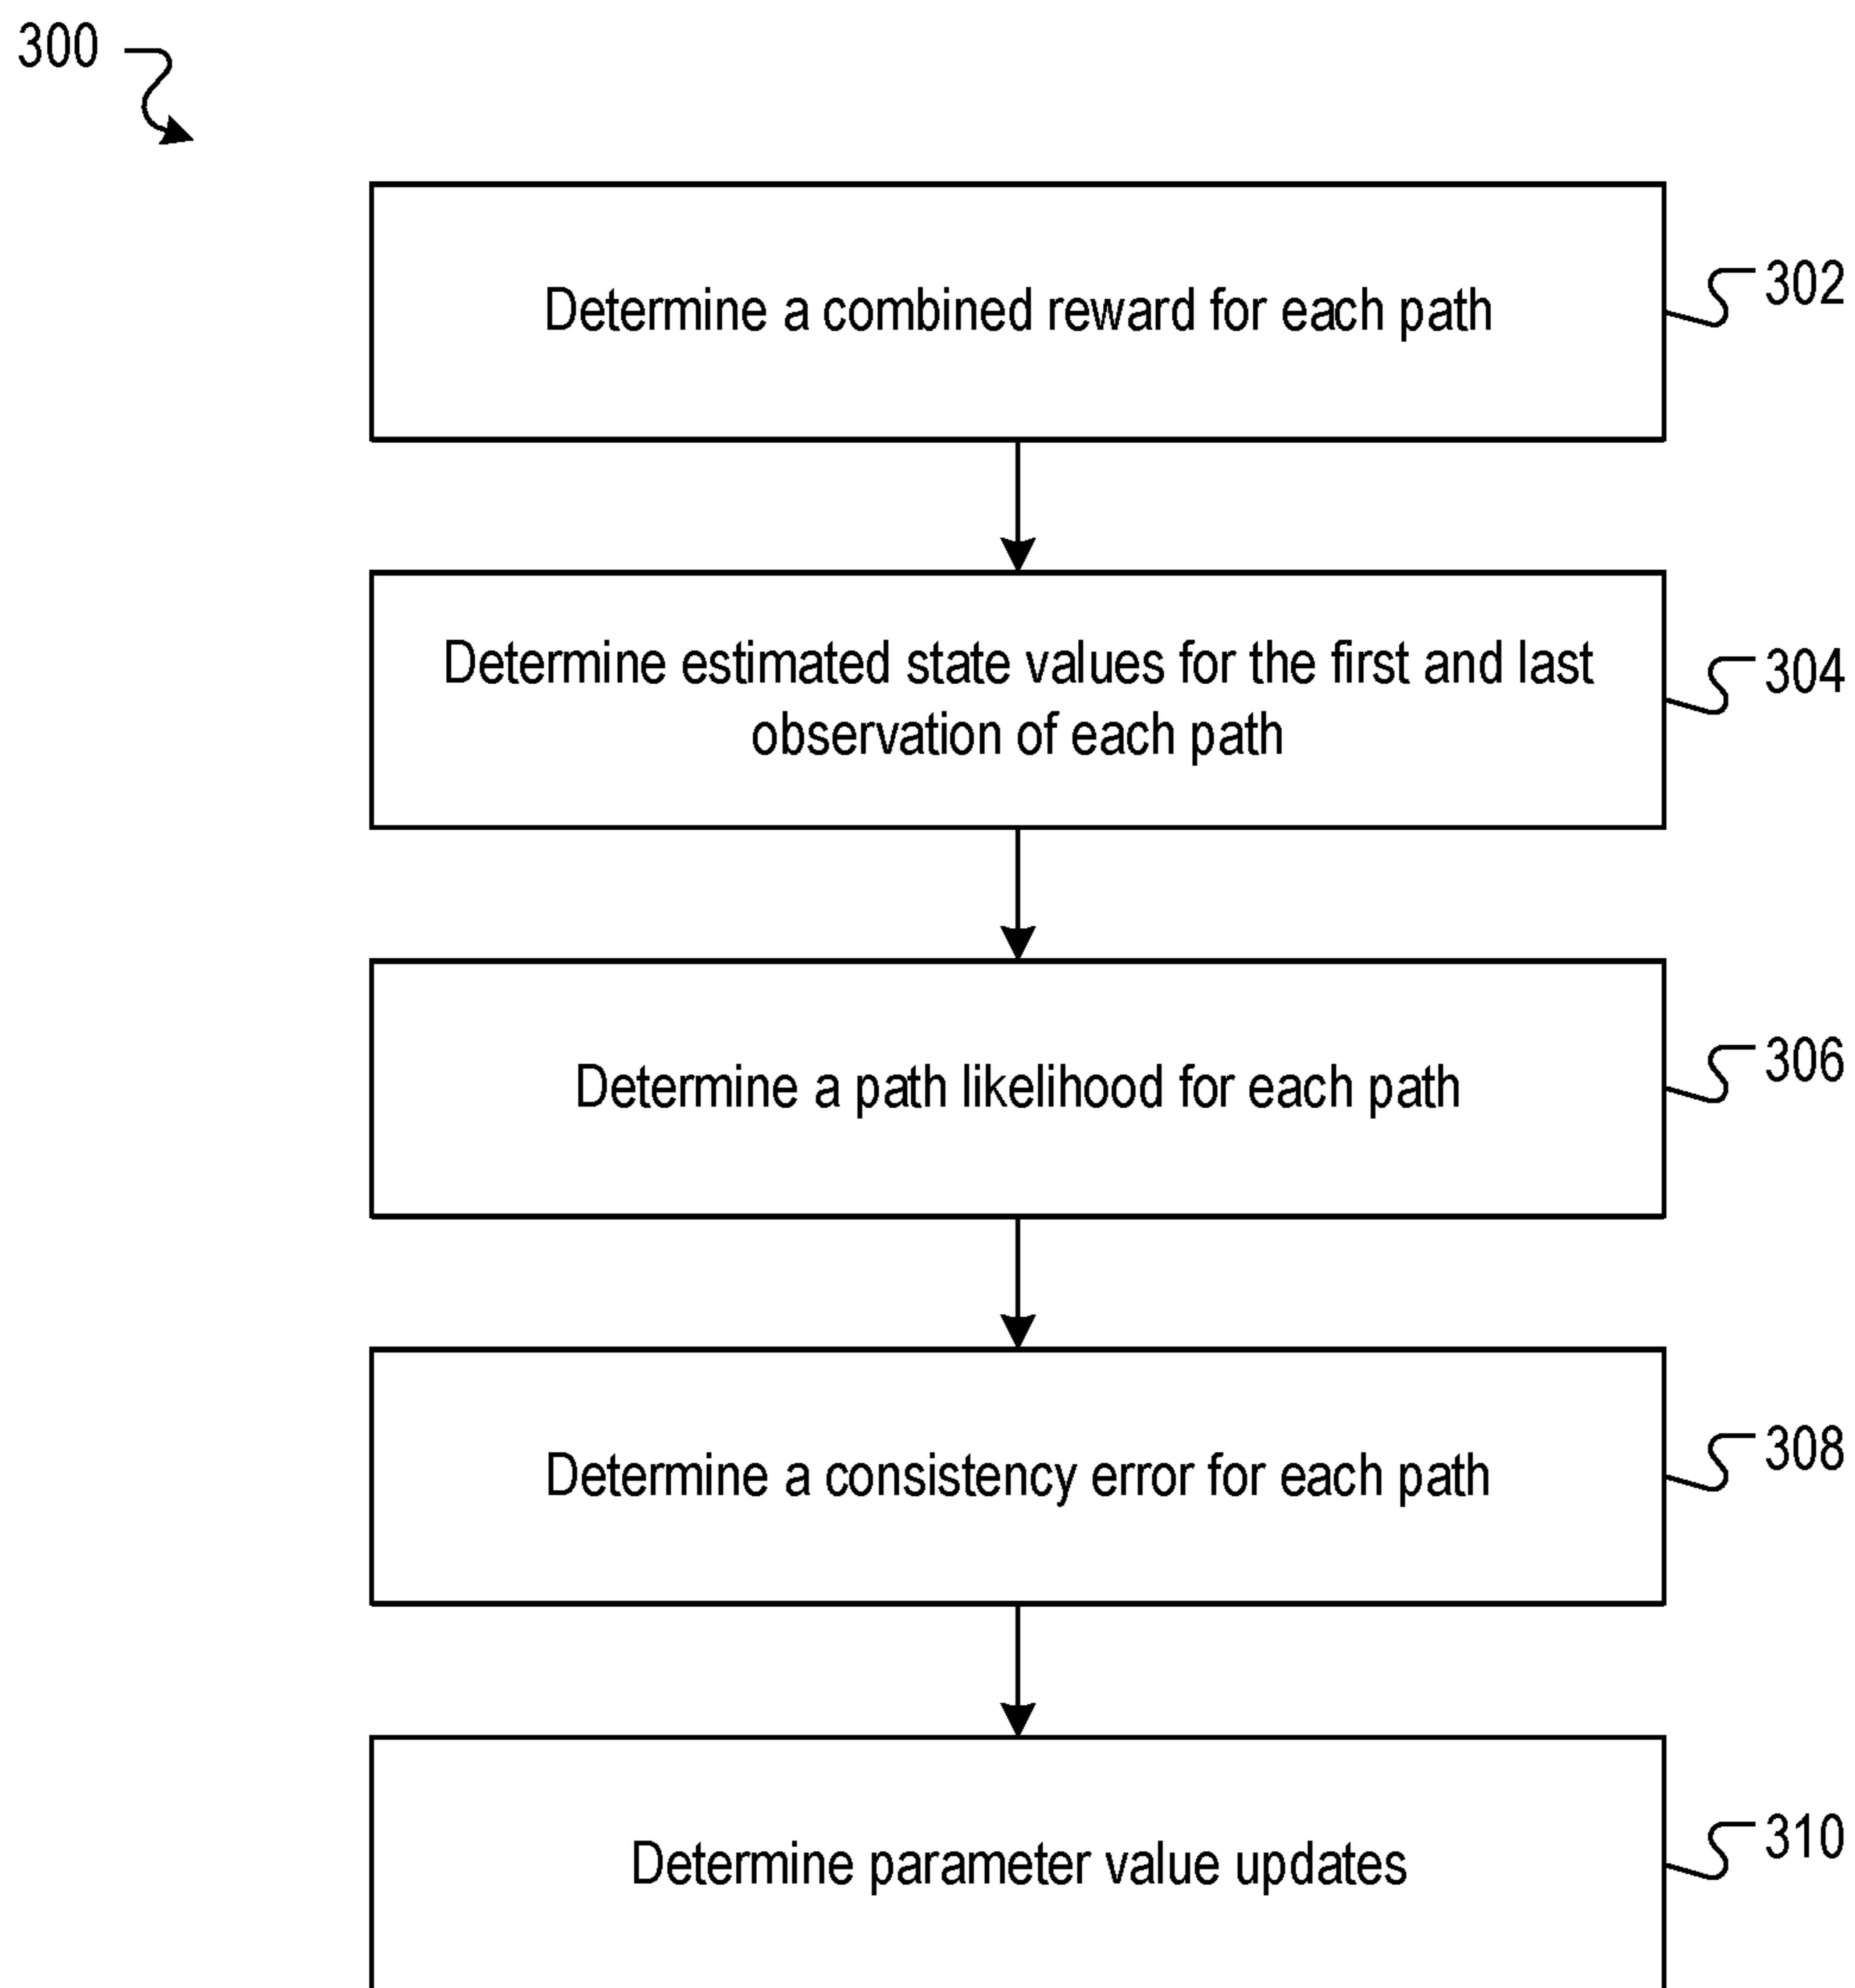 300
Determine a combined reward for each path
302
Determine estimated state values for the first and last
observation of each path
304
Determine a path likelihood for each path
306
Determine a consistency error for each path
308
Determine parameter value updates
310